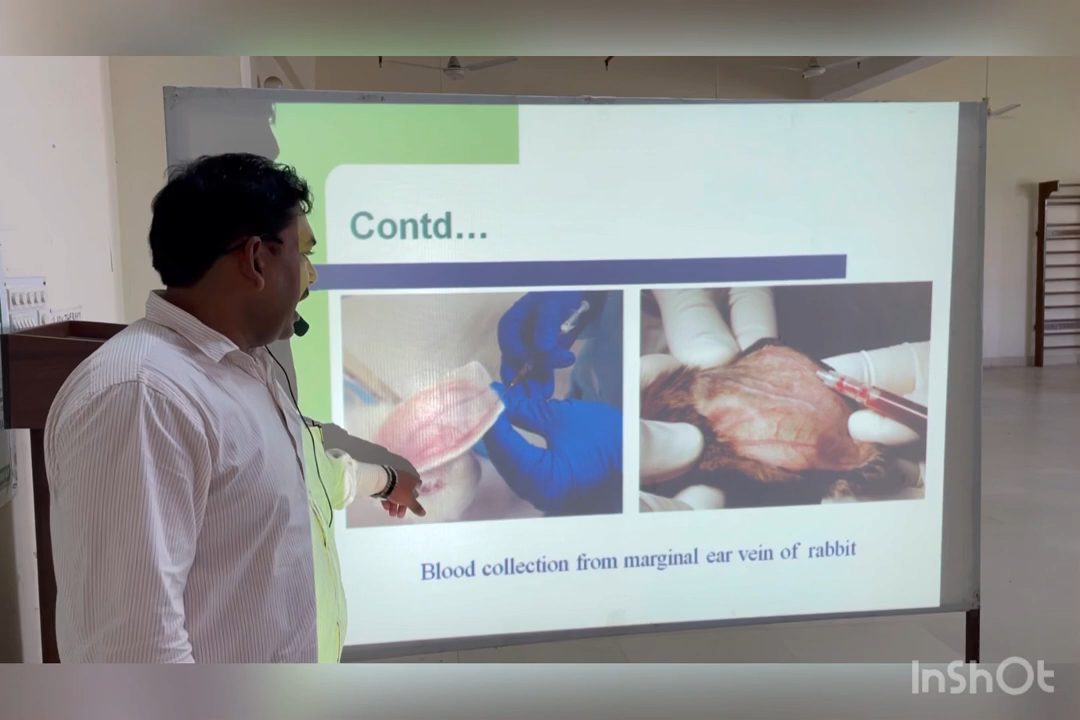 Contd...
Blood collection from marginal ear vein of rabbit
InShOt